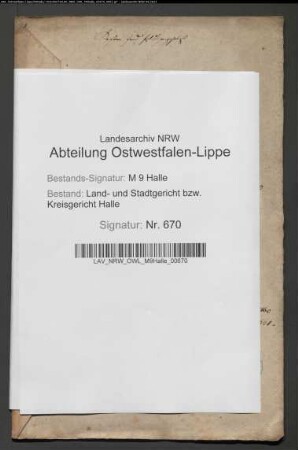 Landesarchiv NRW
Abteilung Ostwestfalen-Lippe
Bestands-Signatur: M 9 Halle
Bestand: Land- und Stadtgericht bzw.
Kreisgericht Halle
Signatur: Nr. 670
LAV_NRW_OWL_M9Halle_00670